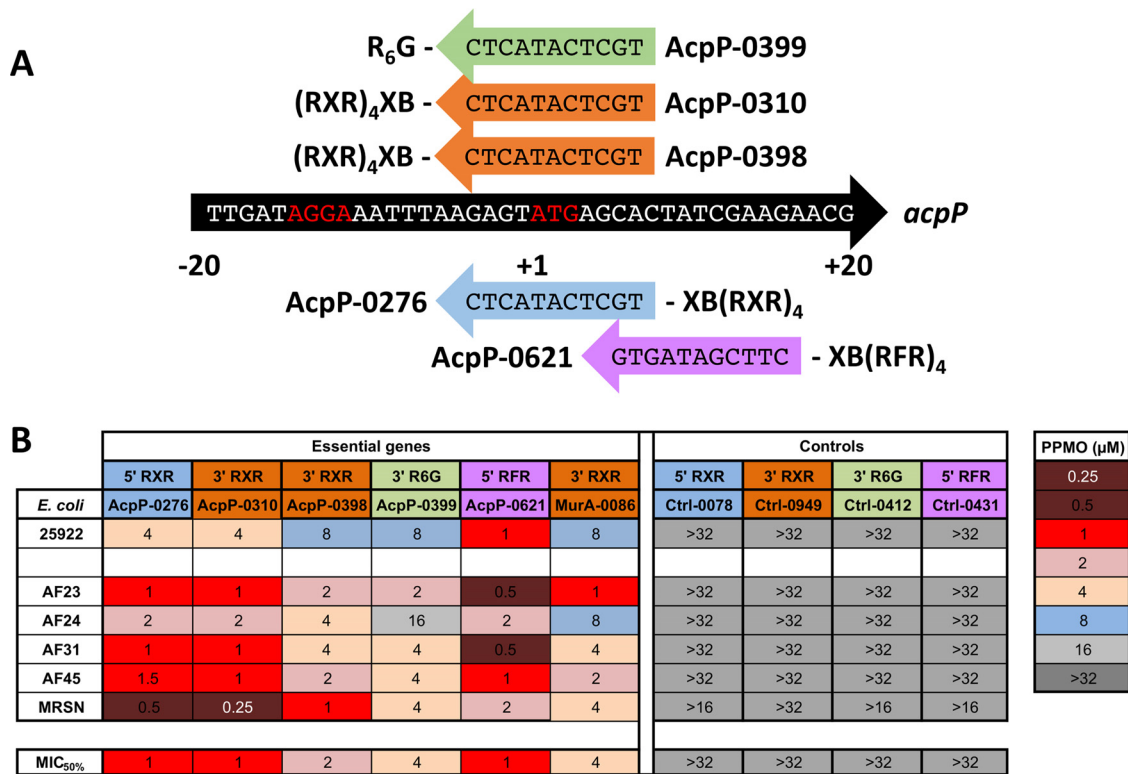 A
R6G - CTCATACTCGT AcpP-0399
(RXR)4XB - CTCATACTCGT AcpP-0310
(RXR)4XB - CTCATACTCGT AcpP-0398
TTGATAGGAAATTTAAGAGTATGAGCACTATCGAAGAACG acpP
-20 +1 +20
AcpP-0276 CTCATACTCGT - XB(RXR)4
AcpP-0621 GTGATAGCTTC - XB(RFR)4
B
Essential genes Controls PPMO (µM)
5' RXR 3' RXR 3' RXR 3' R6G 5' RFR 3' RXR 5' RXR 3' RXR 3' R6G 5' RFR 0.25
E. coli AcpP-0276 AcpP-0310 AcpP-0398 AcpP-0399 AcpP-0621 MurA-0086 Ctrl-0078 Ctrl-0949 Ctrl-0412 Ctrl-0431 0.5
25922 4 4 8 8 1 8 >32 >32 >32 >32 1
2
AF23 1 1 2 2 0.5 1 >32 >32 >32 >32 4
AF24 2 2 4 16 2 8 >32 >32 >32 >32 8
AF31 1 1 4 4 0.5 4 >32 >32 >32 >32 16
AF45 1.5 1 2 4 1 2 >32 >32 >32 >32 >32
MRSN 0.5 0.25 1 4 2 4 >16 >32 >16 >16
MIC50% 1 1 2 4 1 4 >32 >32 >32 >32